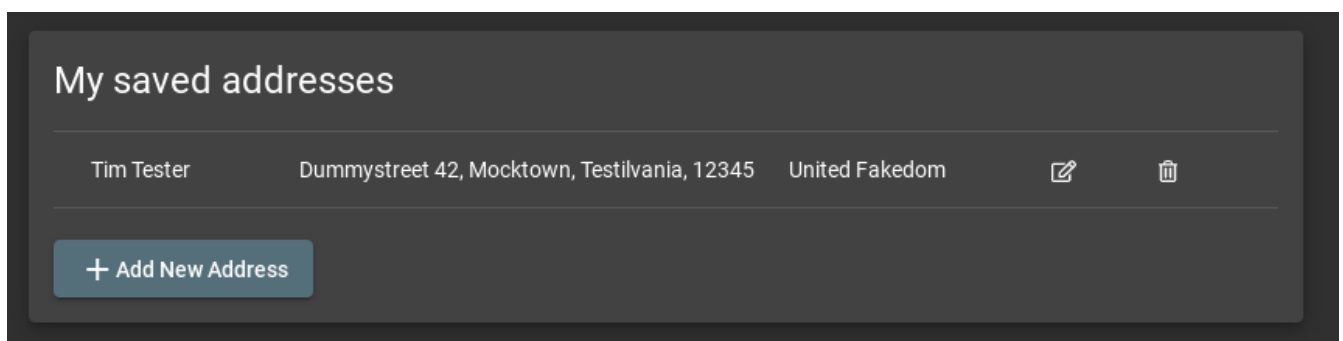 My saved addresses
Tim Tester Dummystreet 42, Mocktown, Testilvania, 12345 United Fakedom
+ Add New Address